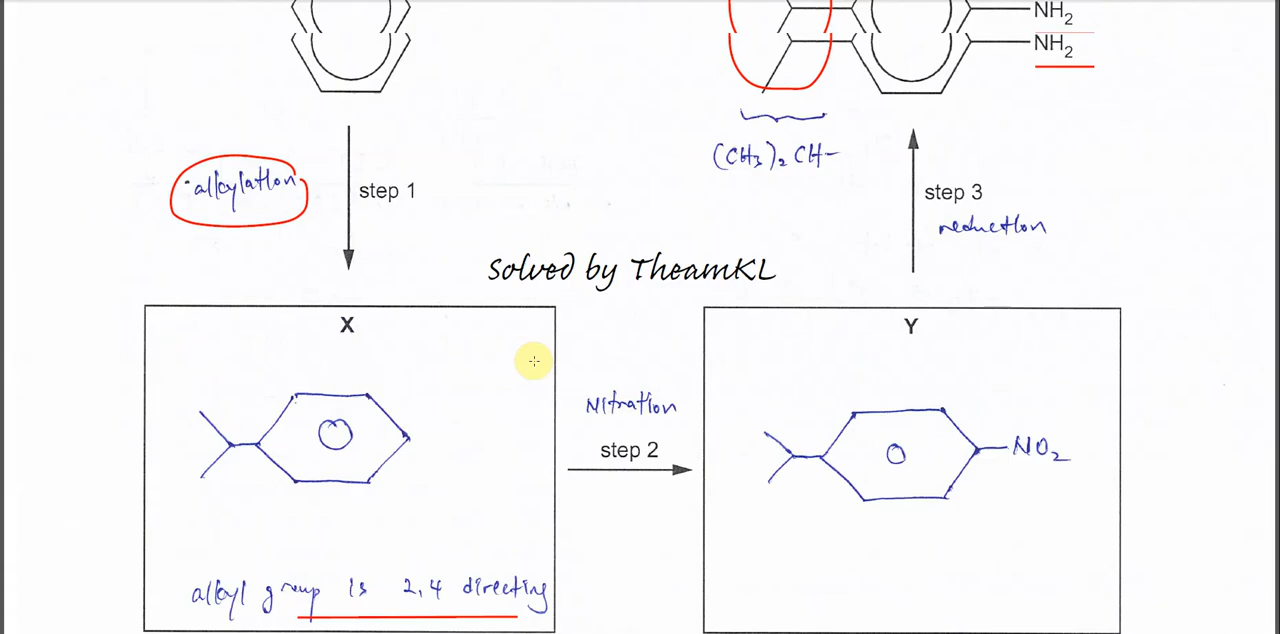 NH2
NH2
(CH3)2 CH-
alkylation
step 1
step 3
reduction
Solved by TheamKL
X
Y
Nitration
step 2
NO2
alkyl group is 2,4 directing